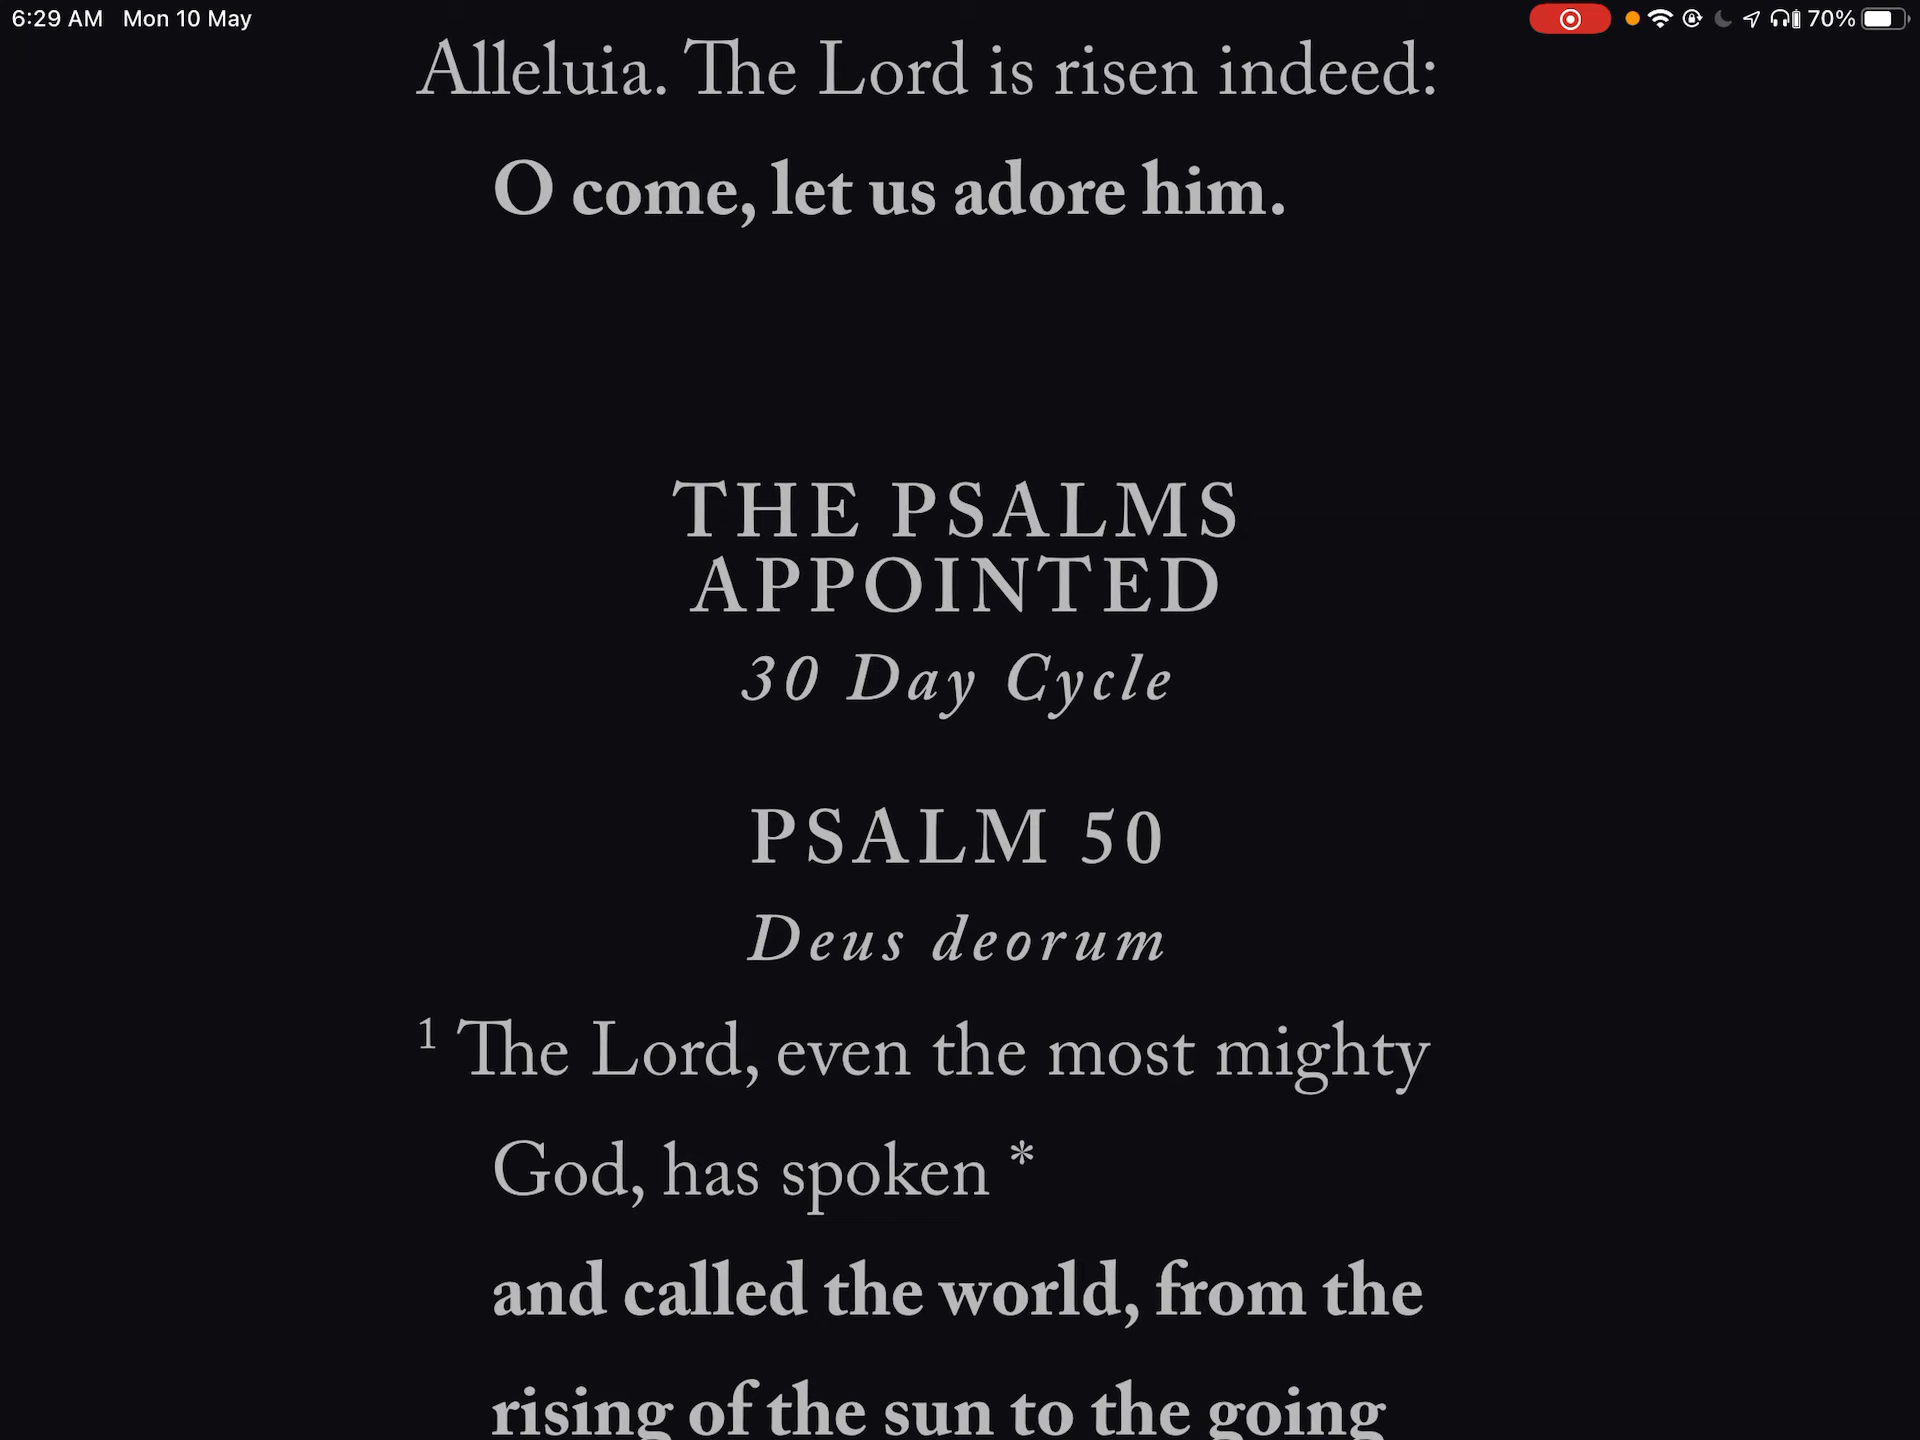 6:29 AM Mon 10 May 70%
Alleluia. The Lord is risen indeed:
O come, let us adore him.
THE PSALMS
APPOINTED
30 Day Cycle
PSALM 50
Deus deorum
1 The Lord, even the most mighty
God, has spoken *
and called the world, from the
rising of the sun to the going